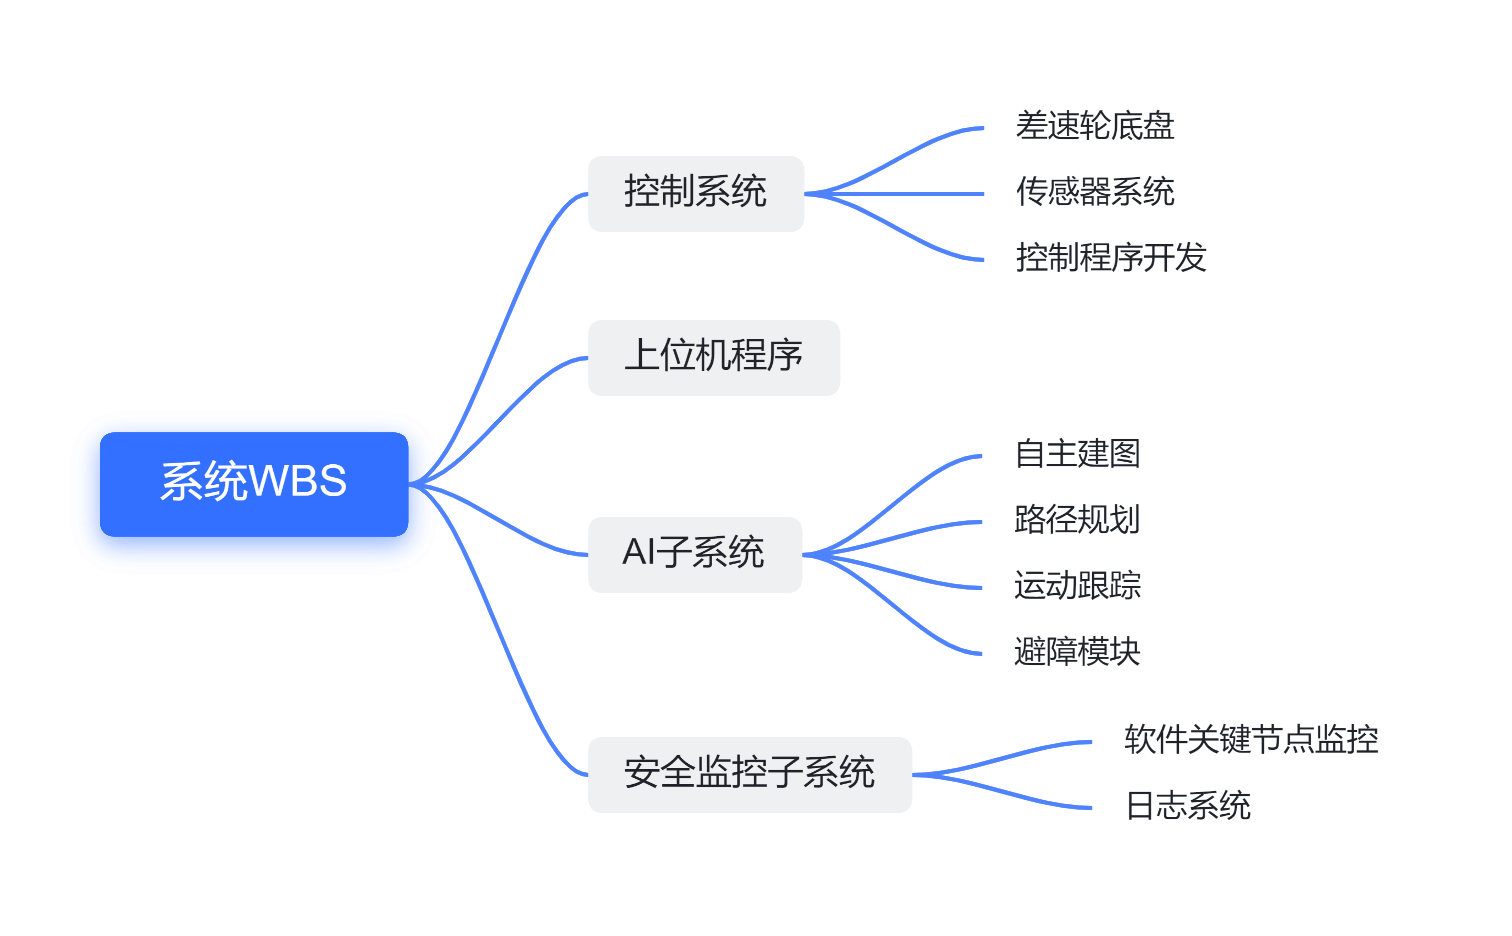 系统WBS
控制系统
差速轮底盘
传感器系统
控制程序开发
上位机程序
AI子系统
自主建图
路径规划
运动跟踪
避障模块
安全监控子系统
软件关键节点监控
日志系统